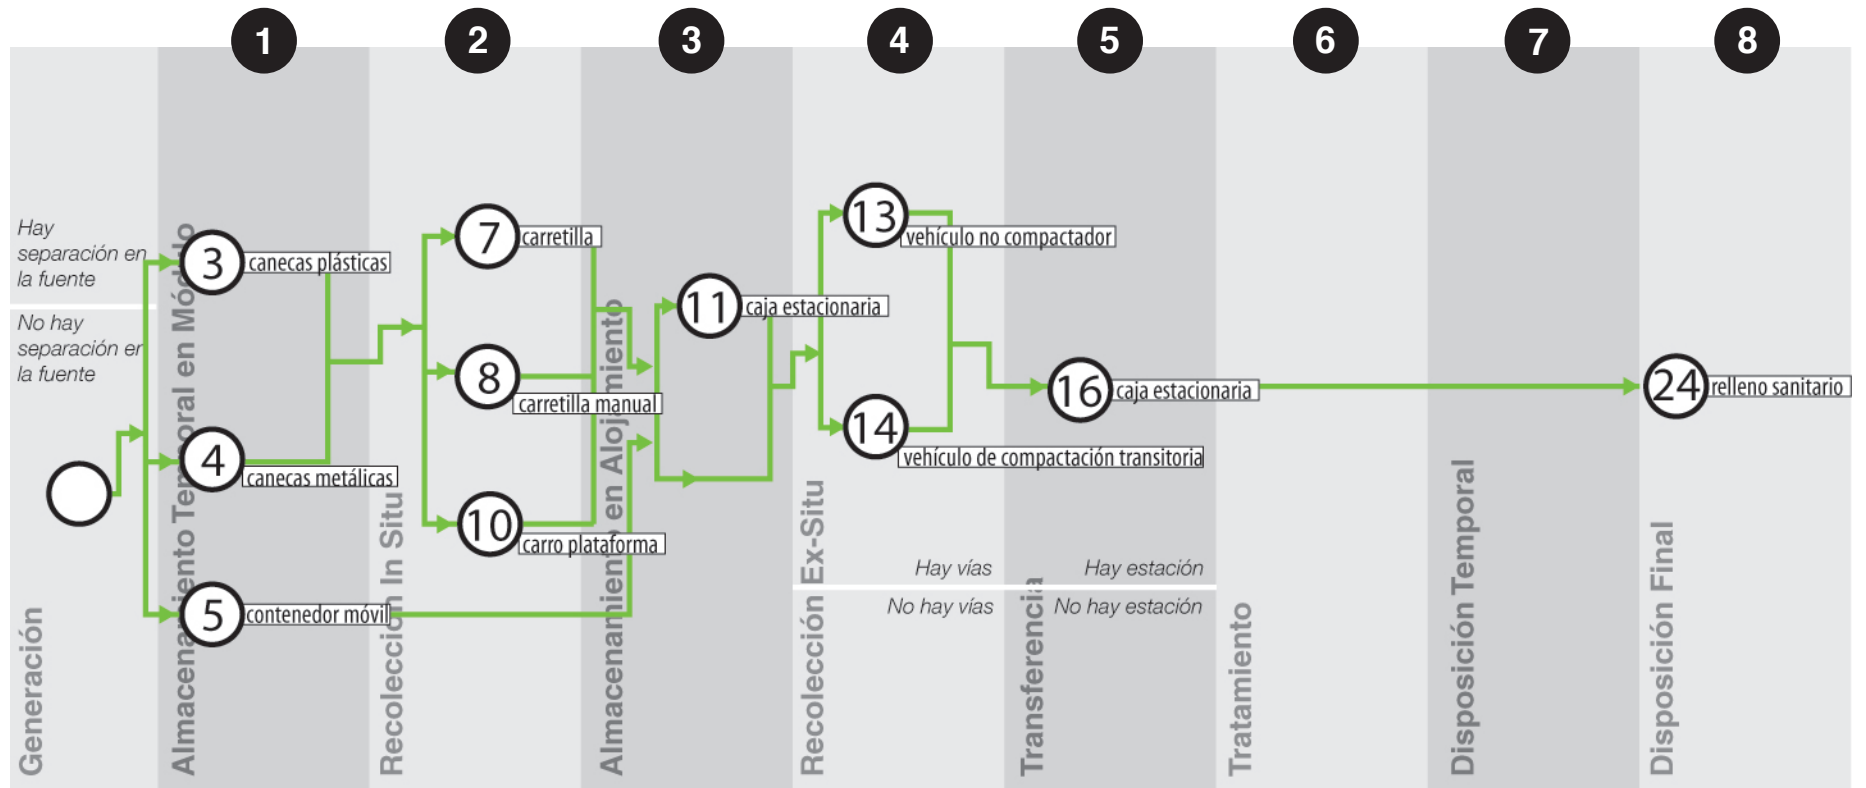 1
2
3
4
5
6
7
8
Hay
separación en
la fuente
No hay
separación en
la fuente
Generación
Almacenamiento Temporal en Módulo
3
canecas plásticas
4
canecas metálicas
5
contenedor móvil
Recolección In Situ
7
carretilla
8
carretilla manual
10
carro plataforma
Almacenamiento en Alojamiento
11
caja estacionaria
Recolección Ex-Situ
13
vehículo no compactador
14
vehículo de compactación transitoria
Hay vías
No hay vías
Transferencia
16
caja estacionaria
Hay estación
No hay estación
Tratamiento
Disposición Temporal
Disposición Final
24
relleno sanitario